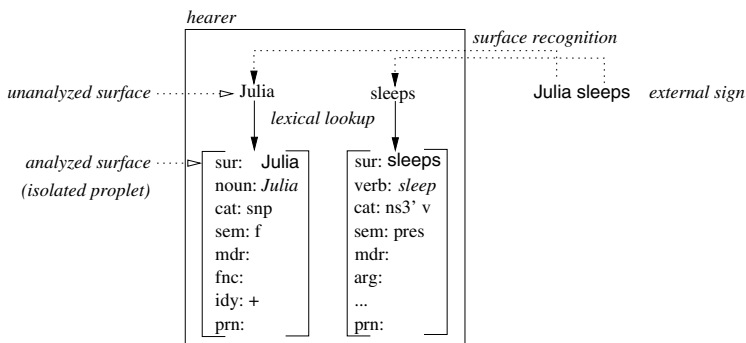 hearer
surface recognition
unanalyzed surface
Julia
sleeps
Julia sleeps
external sign
lexical lookup
analyzed surface
(isolated proplet)
sur: Julia
noun: Julia
cat: snp
sem: f
mdr:
fnc:
idy: +
prn:
sur: sleeps
verb: sleep
cat: ns3’ v
sem: pres
mdr:
arg:
...
prn: